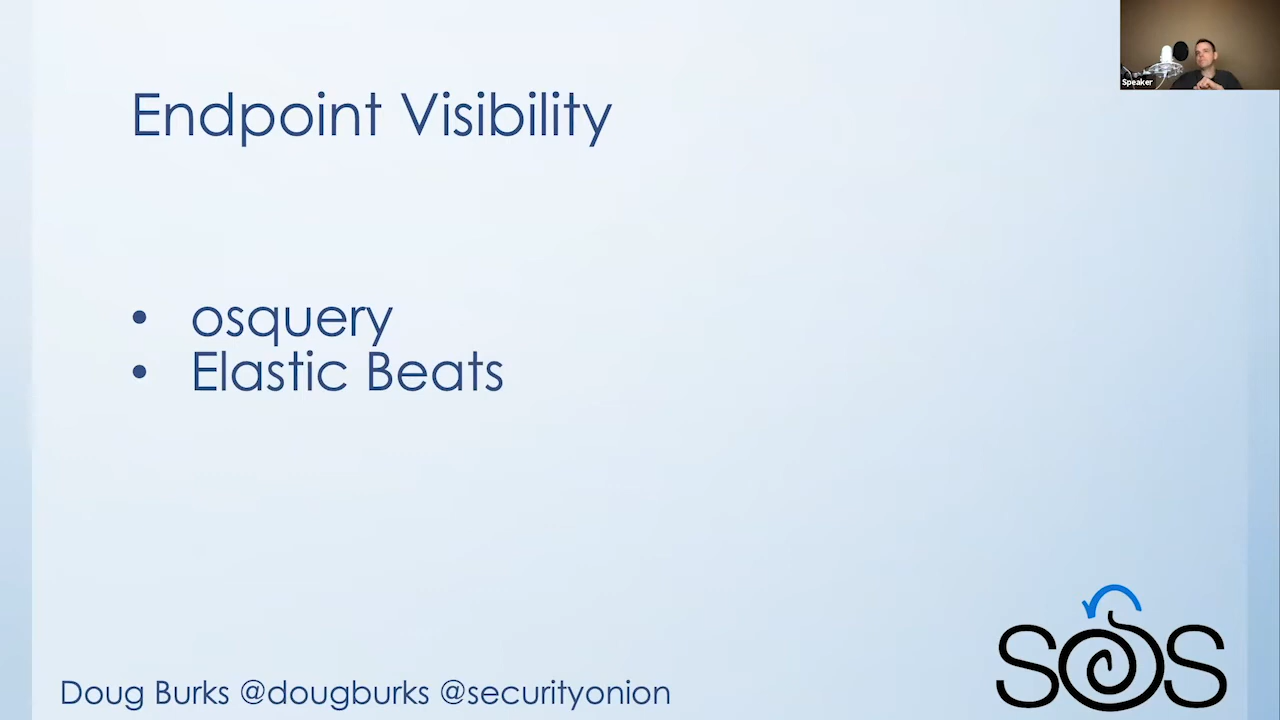 Speaker
Endpoint Visibility
• osquery
• Elastic Beats
SOS
Doug Burks @dougburks @securityonion